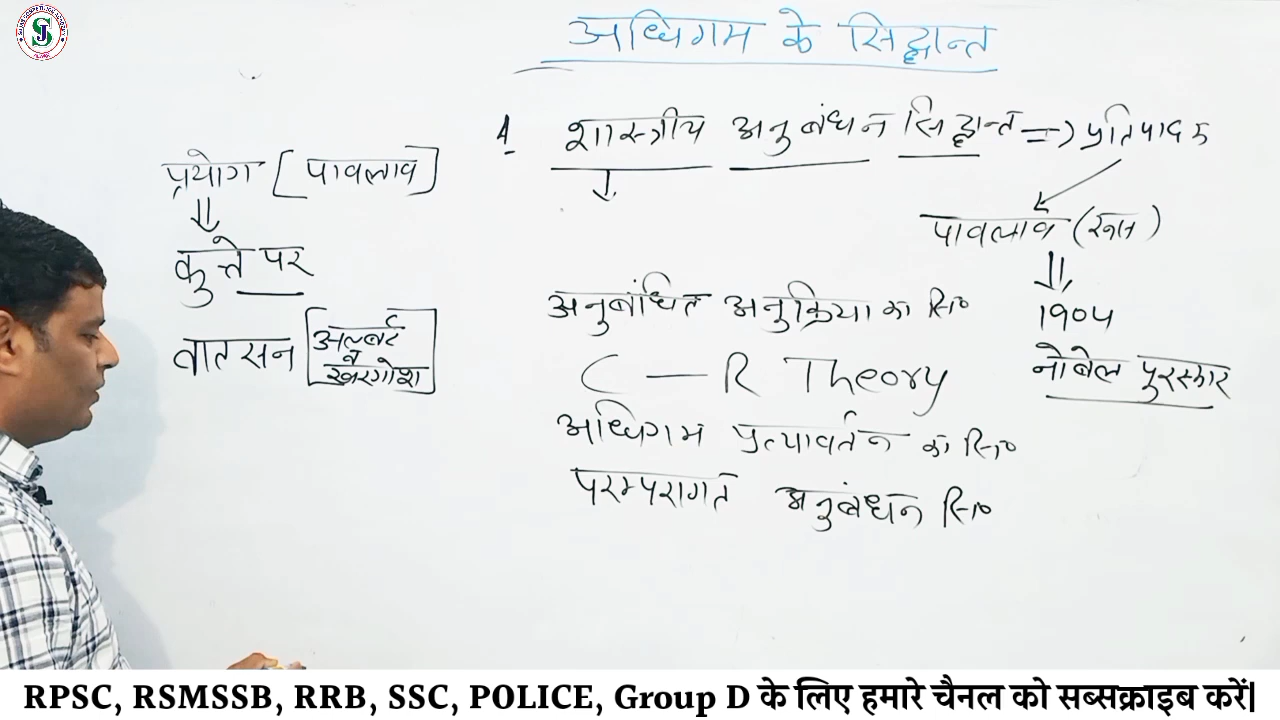 अधिगम के सिद्धान्त
1 शास्त्रीय अनुबंधन सिद्धान्त => प्रतिपादक
पावलाव (रूस)
1904
नोबेल पुरस्कार
अनुबंधित अनुक्रिया का सि०
C — R Theory
अधिगम प्रत्यावर्तन का सि०
परम्परागत अनुबंधन सि०
प्रयोग [पावलाव]
कुत्ते पर
वातसन [अल्बर्ट
व
खरगोश]
RPSC, RSMSSB, RRB, SSC, POLICE, Group D के लिए हमारे चैनल को सब्सक्राइब करें|